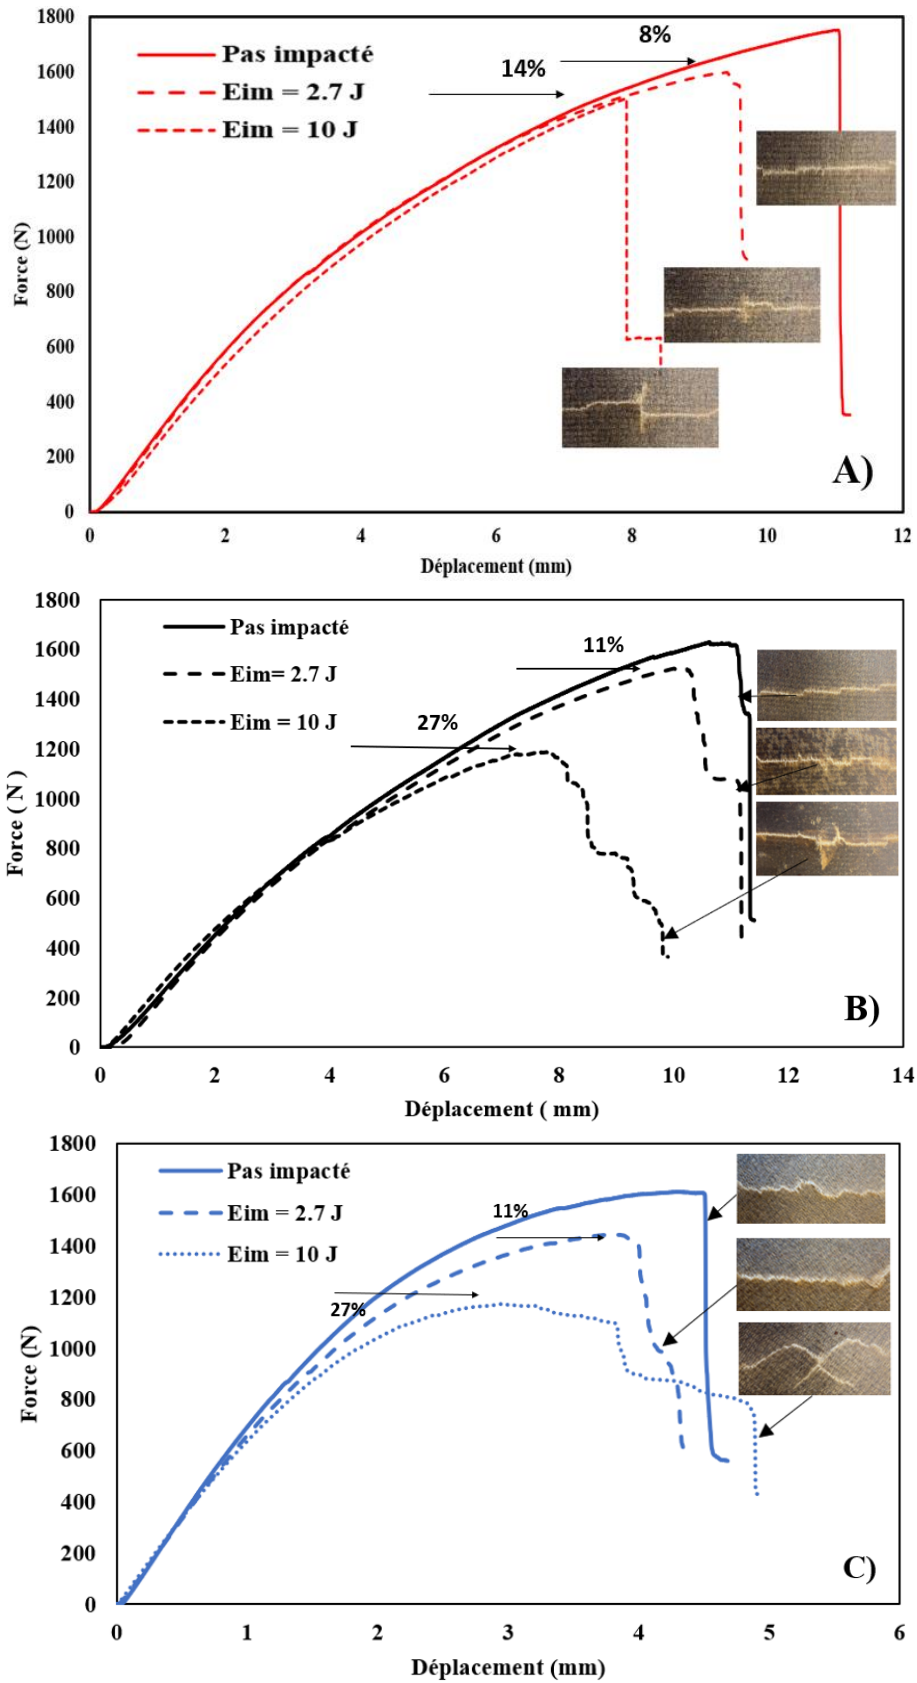 1800
1600
1400
1200
1000
800
600
400
200
0
Force (N)
Pas impacté
Eim = 2.7 J
Eim = 10 J
8%
14%
A)
0 2 4 6 8 10 12
Déplacement (mm)
1800
1600
1400
1200
1000
800
600
400
200
0
Force ( N )
Pas impacté
Eim= 2.7 J
Eim = 10 J
11%
27%
B)
0 2 4 6 8 10 12 14
Déplacement ( mm)
1800
1600
1400
1200
1000
800
600
400
200
0
Force (N)
Pas impacté
Eim = 2.7 J
Eim = 10 J
11%
27%
C)
0 1 2 3 4 5 6
Déplacement (mm)